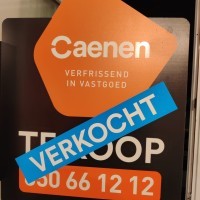 Caenen
VERFRISSEND
IN VASTGOED
TE KOOP
VERKOCHT
050 66 12 12